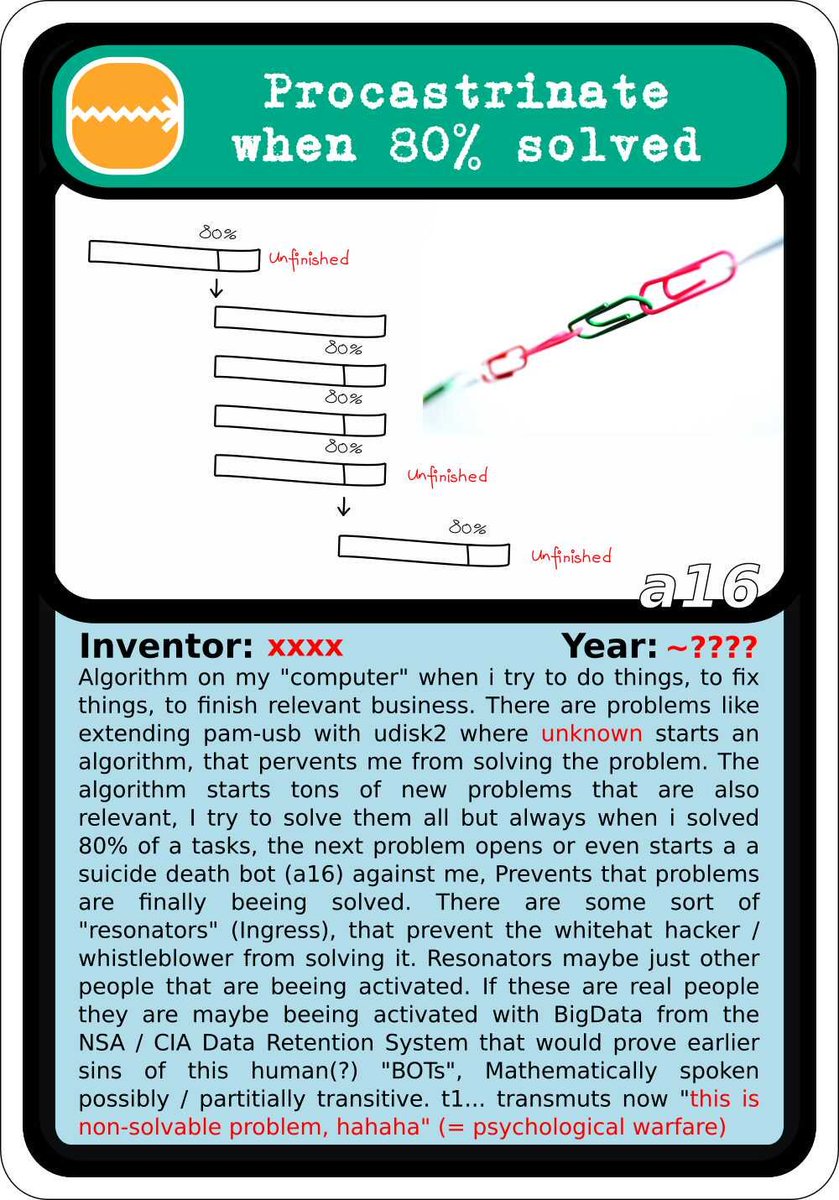 Procastrinate
when 80% solved
80%
Unfinished
80%
80%
80%
Unfinished
80%
Unfinished
a16
Inventor: xxxx Year: ~????
Algorithm on my "computer" when i try to do things, to fix
things, to finish relevant business. There are problems like
extending pam-usb with udisk2 where unknown starts an
algorithm, that pervents me from solving the problem. The
algorithm starts tons of new problems that are also
relevant, I try to solve them all but always when i solved
80% of a tasks, the next problem opens or even starts a a
suicide death bot (a16) against me, Prevents that problems
are finally beeing solved. There are some sort of
"resonators" (Ingress), that prevent the whitehat hacker /
whistleblower from solving it. Resonators maybe just other
people that are beeing activated. If these are real people
they are maybe beeing activated with BigData from the
NSA / CIA Data Retention System that would prove earlier
sins of this human(?) "BOTs", Mathematically spoken
possibly / partitially transitive. t1... transmuts now "this is
non-solvable problem, hahaha" (= psychological warfare)